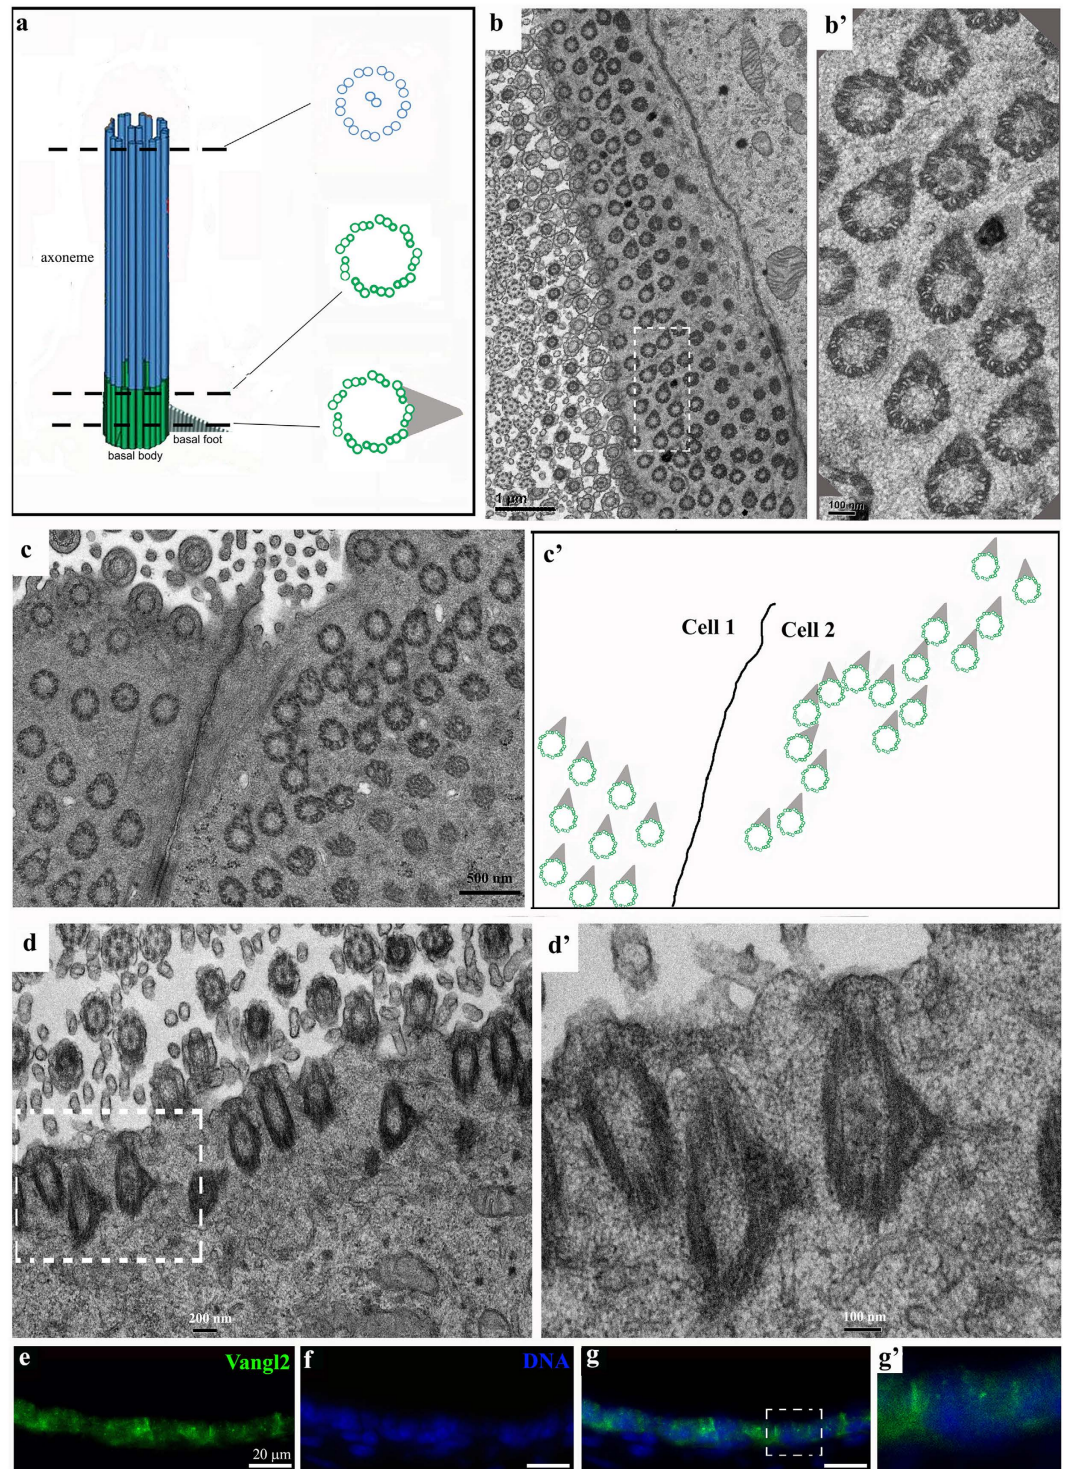 a
axoneme
basal foot
basal body
b
1 µm
b’
100 nm
c
500 nm
c’
Cell 1
Cell 2
d
200 nm
d’
100 nm
e
Vangl2
20 µm
f
DNA
g
g’